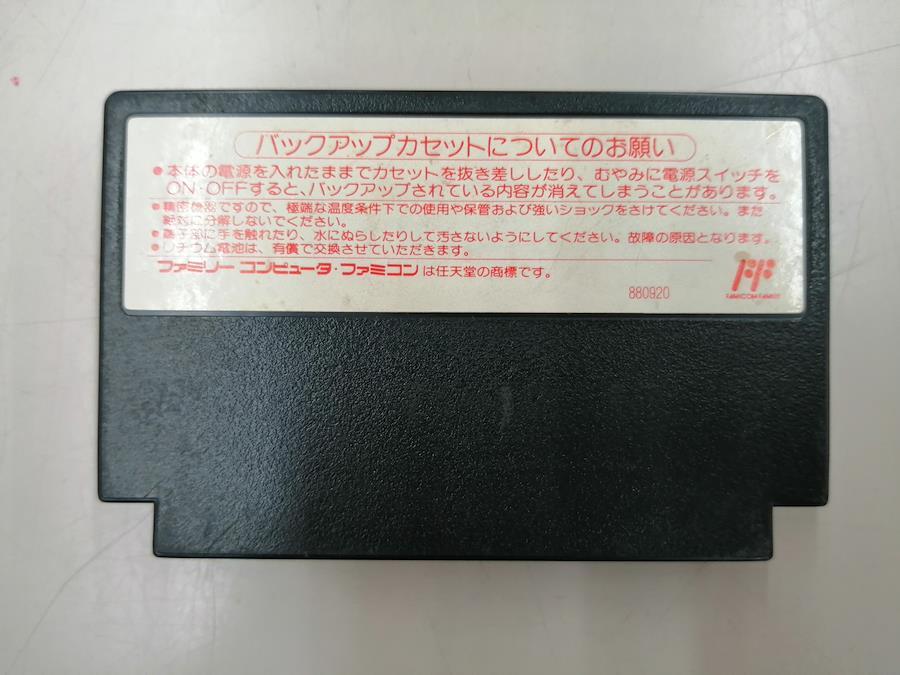 バックアップカセットについてのお願い
●本体の電源を入れたままでカセットを抜き差ししたり、むやみに電源スイッチを
ON・OFFすると、バックアップされている内容が消えてしまうことがあります。
●精密機器ですので、極端な温度条件下での使用や保管および強いショックをさけてください。また
絶対に分解しないでください。
●端子部に手を触れたり、水にぬらしたりして汚さないようにしてください。故障の原因となります。
●リチウム電池は、有償で交換させていただきます。
ファミリーコンピュータ・ファミコンは任天堂の商標です。
FF
FAMICOM FAMILY
880920